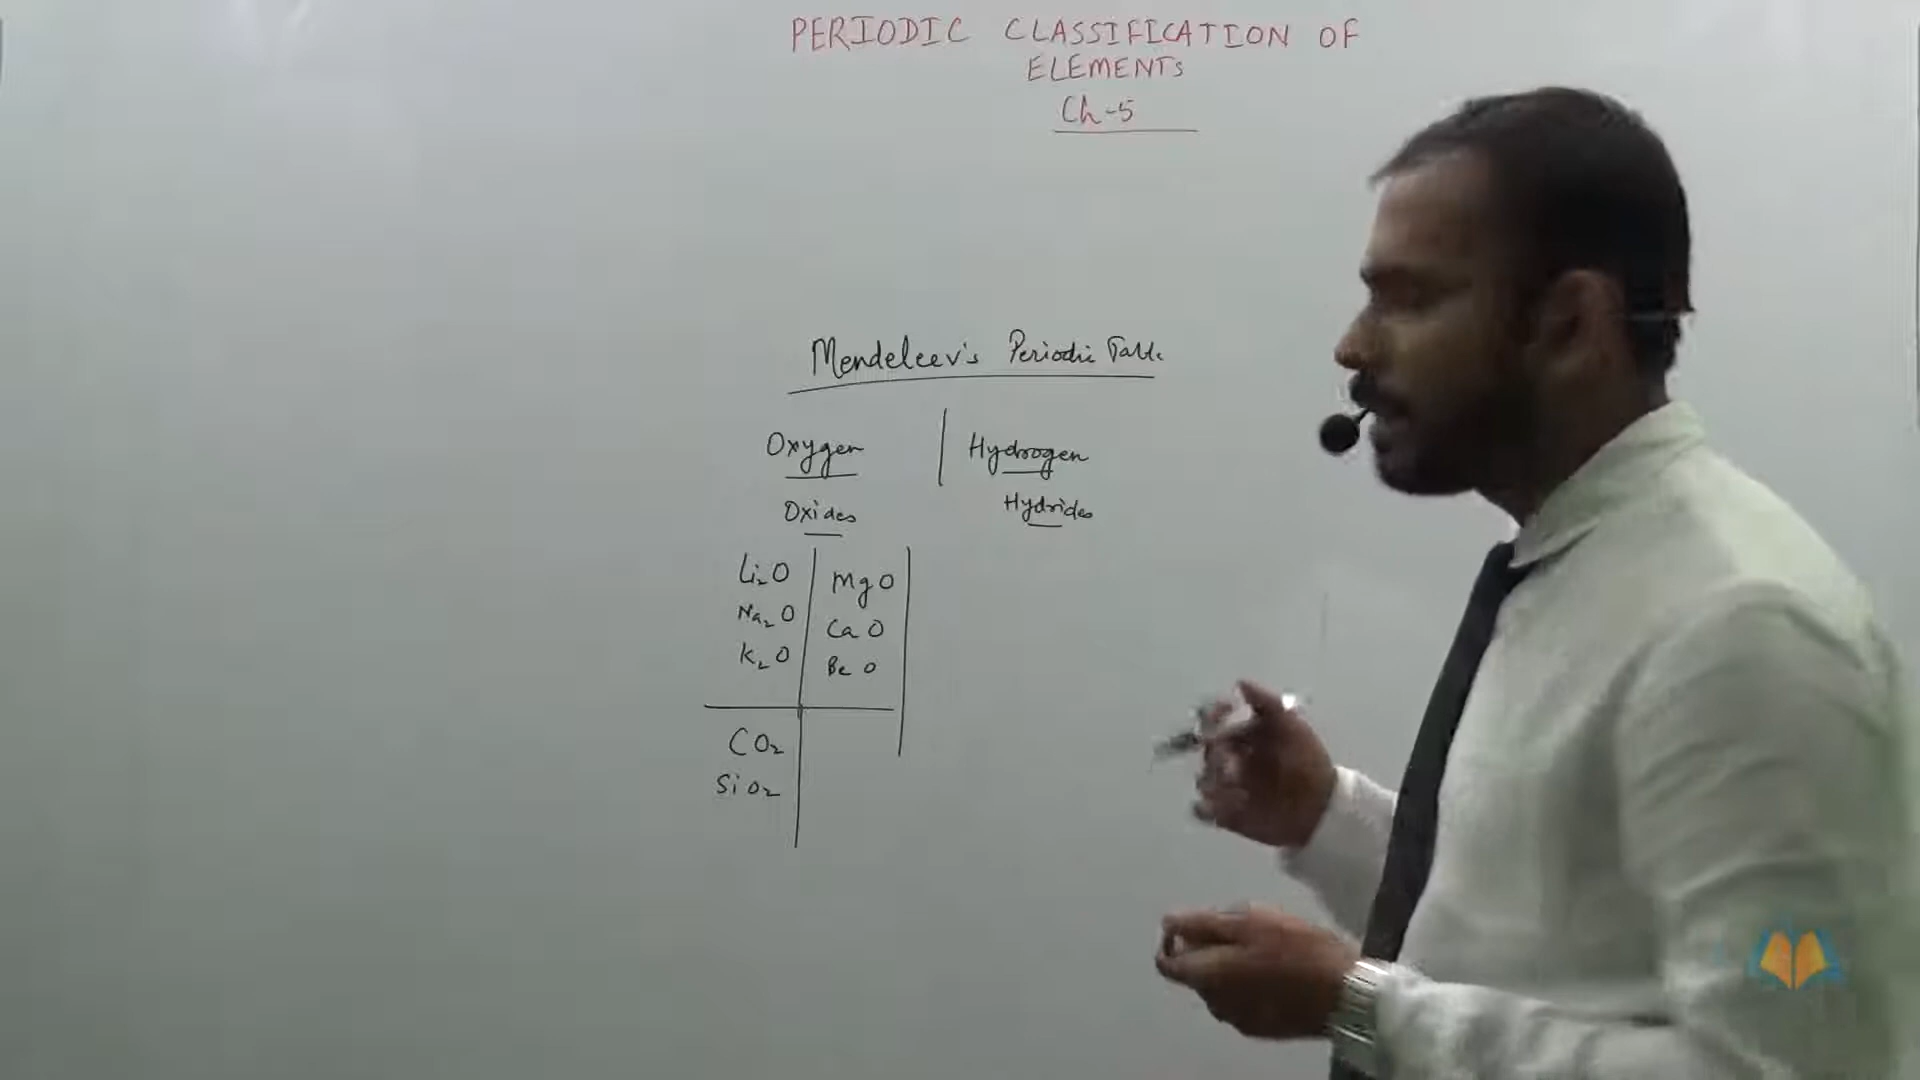 PERIODIC CLASSIFICATION OF
ELEMENTS
Ch-5
Mendeleev's Periodic Table
Oxygen | Hydrogen
Oxides Hydrides
Li₂O MgO
Na₂O CaO
K₂O BeO
CO₂
SiO₂